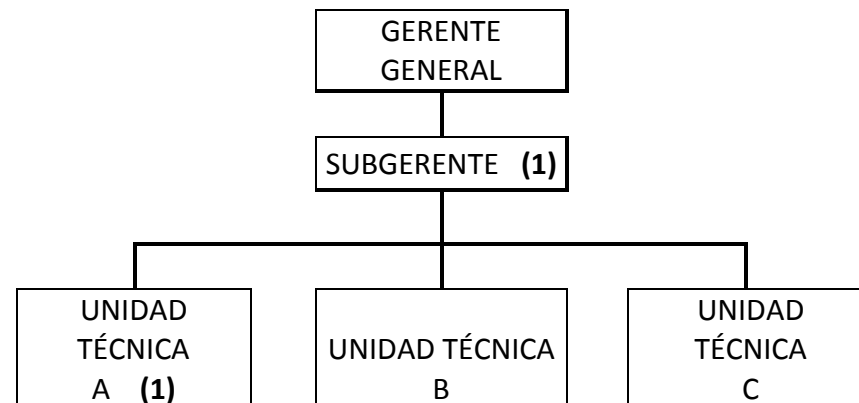 GERENTE
GENERAL
SUBGERENTE (1)
UNIDAD
TÉCNICA
A (1)
UNIDAD TÉCNICA
B
UNIDAD
TÉCNICA
C